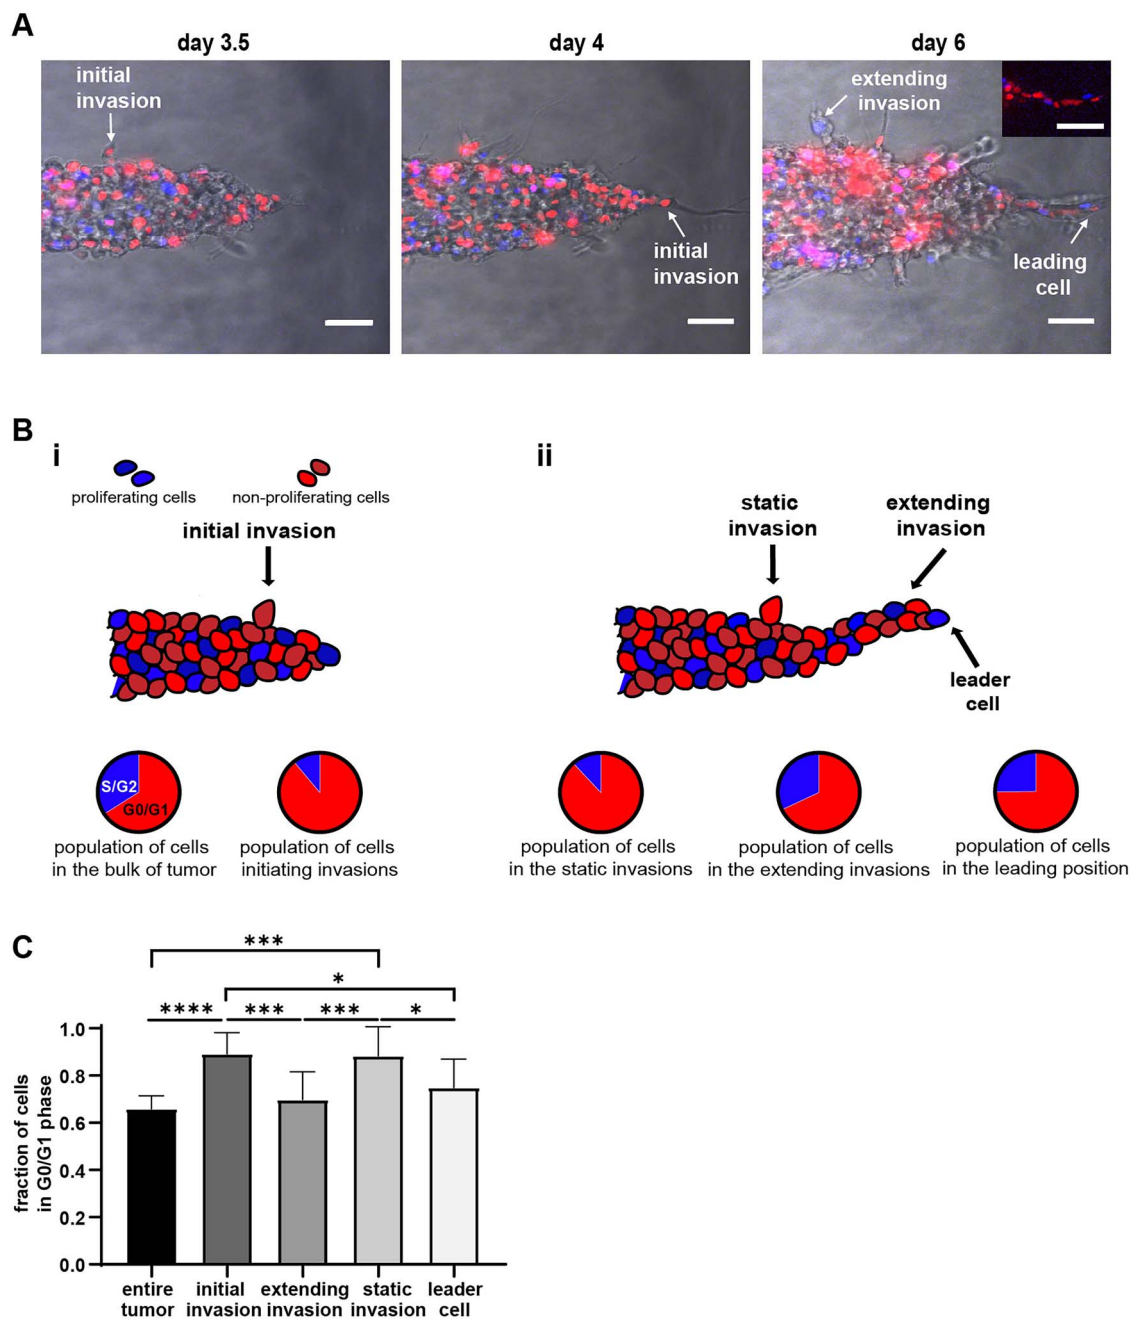 A
day 3.5
day 4
day 6
initial
invasion
initial
invasion
extending
invasion
leading
cell
B
i
proliferating cells
non-proliferating cells
initial invasion
ii
static
invasion
extending
invasion
leader
cell
S/G2
G0/G1
population of cells
in the bulk of tumor
population of cells
initiating invasions
population of cells
in the static invasions
population of cells
in the extending invasions
population of cells
in the leading position
C
***
*
**** *** *** *
fraction of cells
in G0/G1 phase
1.0
0.8
0.6
0.4
0.2
0.0
entire
tumor
initial
invasion
extending
invasion
static
invasion
leader
cell